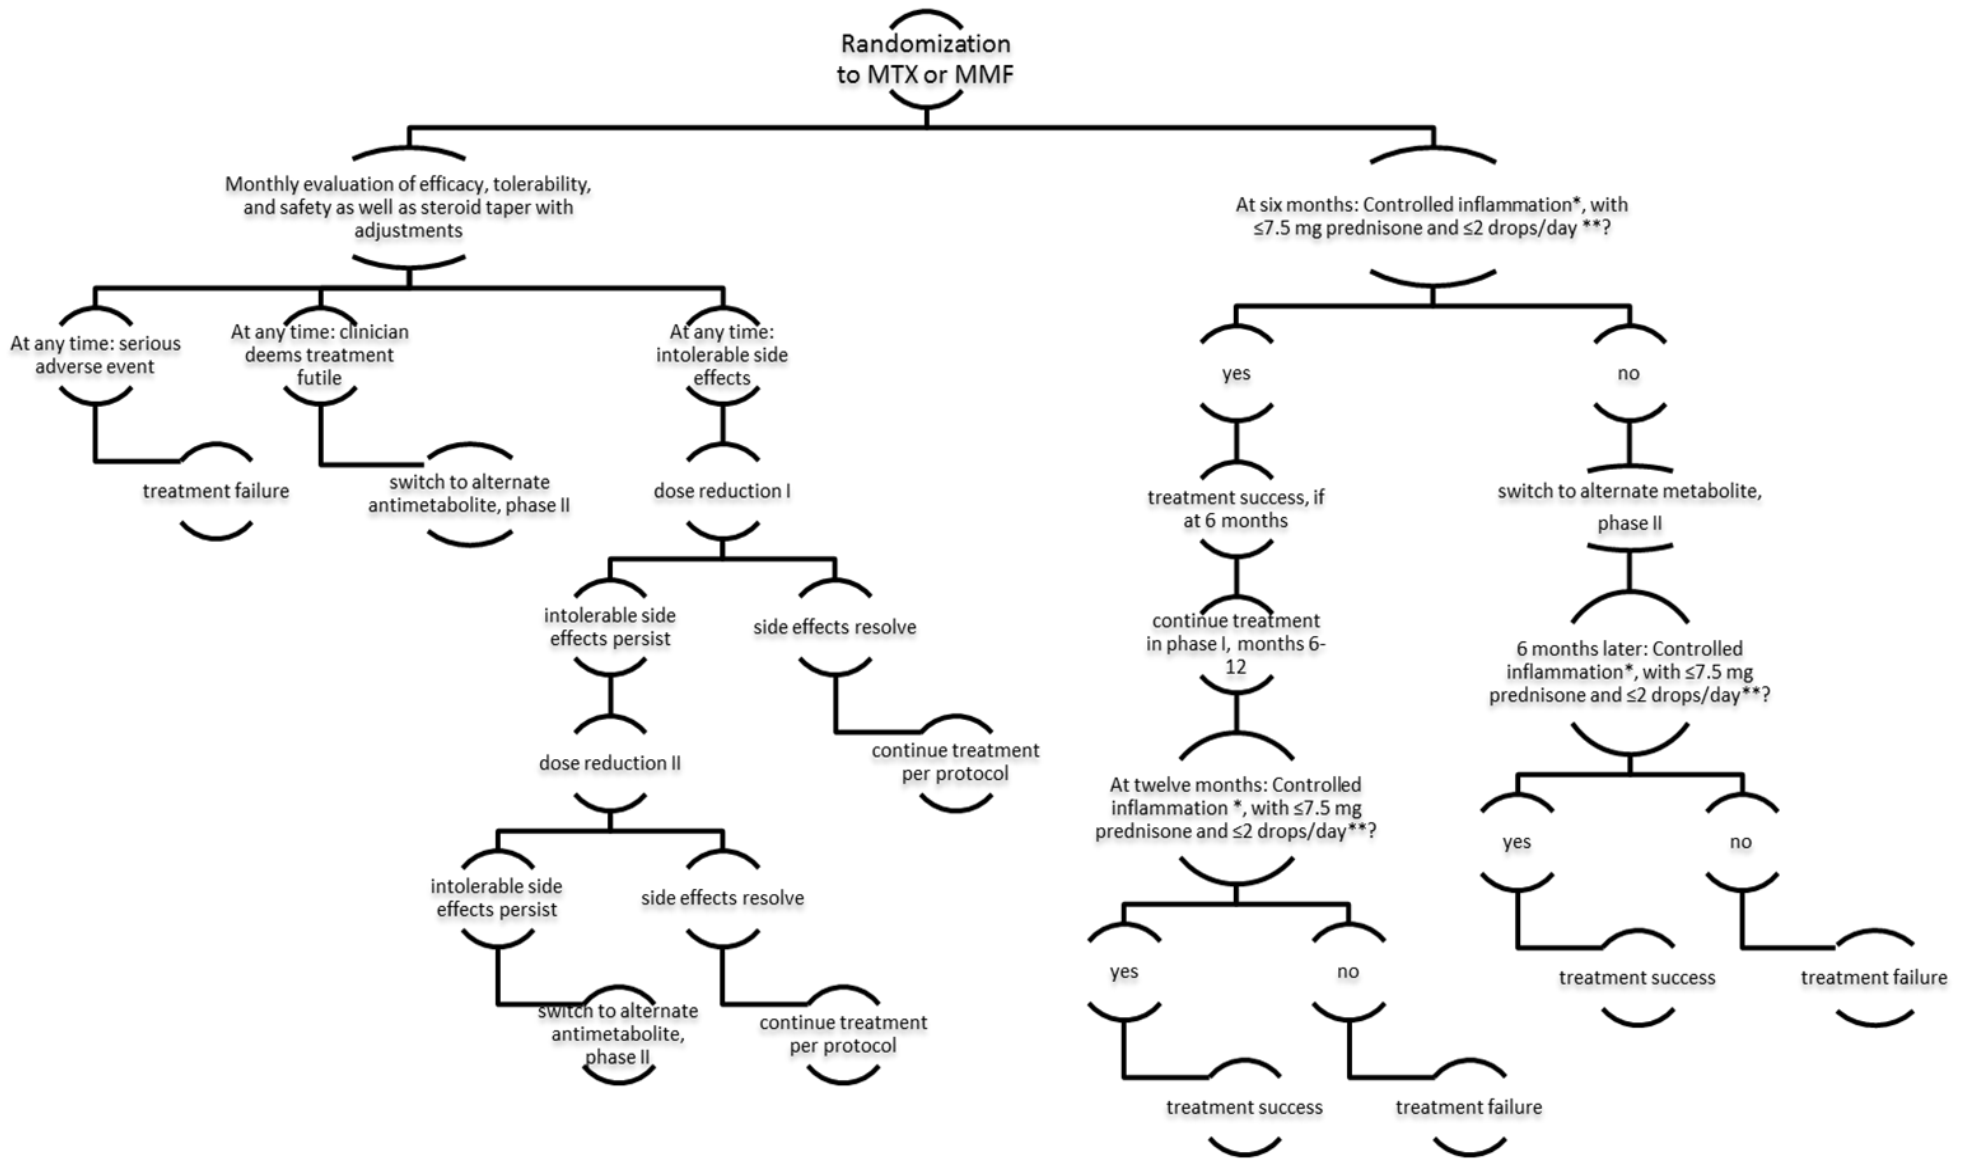 Randomization
to MTX or MMF
Monthly evaluation of efficacy, tolerability,
and safety as well as steroid taper with
adjustments
At any time: serious
adverse event
treatment failure
At any time: clinician
deems treatment
futile
switch to alternate
antimetabolite, phase II
At any time:
intolerable side
effects
dose reduction I
intolerable side
effects persist
dose reduction II
intolerable side
effects persist
switch to alternate
antimetabolite,
phase II
side effects resolve
continue treatment
per protocol
side effects resolve
continue treatment
per protocol
At six months: Controlled inflammation*, with
≤7.5 mg prednisone and ≤2 drops/day **?
yes
treatment success, if
at 6 months
continue treatment
in phase I, months 6-
12
At twelve months: Controlled
inflammation *, with ≤7.5 mg
prednisone and ≤2 drops/day**?
yes
treatment success
no
treatment failure
no
switch to alternate metabolite,
phase II
6 months later: Controlled
inflammation*, with ≤7.5 mg
prednisone and ≤2 drops/day**?
yes
treatment success
no
treatment failure